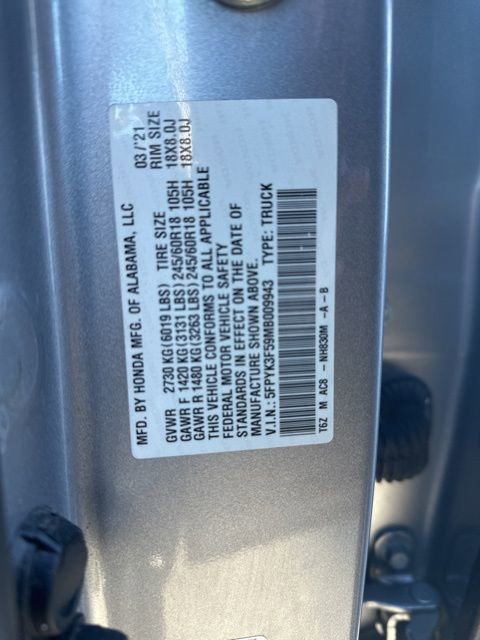 MFD. BY HONDA MFG. OF ALABAMA, LLC 03/'21
GVWR 2730 KG(6019 LBS) TIRE SIZE RIM SIZE
GAWR F 1420 KG(3131 LBS) 245/60R18 105H 18X8.0J
GAWR R 1480 KG(3263 LBS) 245/60R18 105H 18X8.0J
THIS VEHICLE CONFORMS TO ALL APPLICABLE
FEDERAL MOTOR VEHICLE SAFETY
STANDARDS IN EFFECT ON THE DATE OF
MANUFACTURE SHOWN ABOVE.
V.I.N.: 5FPYK3F59MB009943 TYPE: TRUCK
T6Z M AC8 - NH830M -A -B